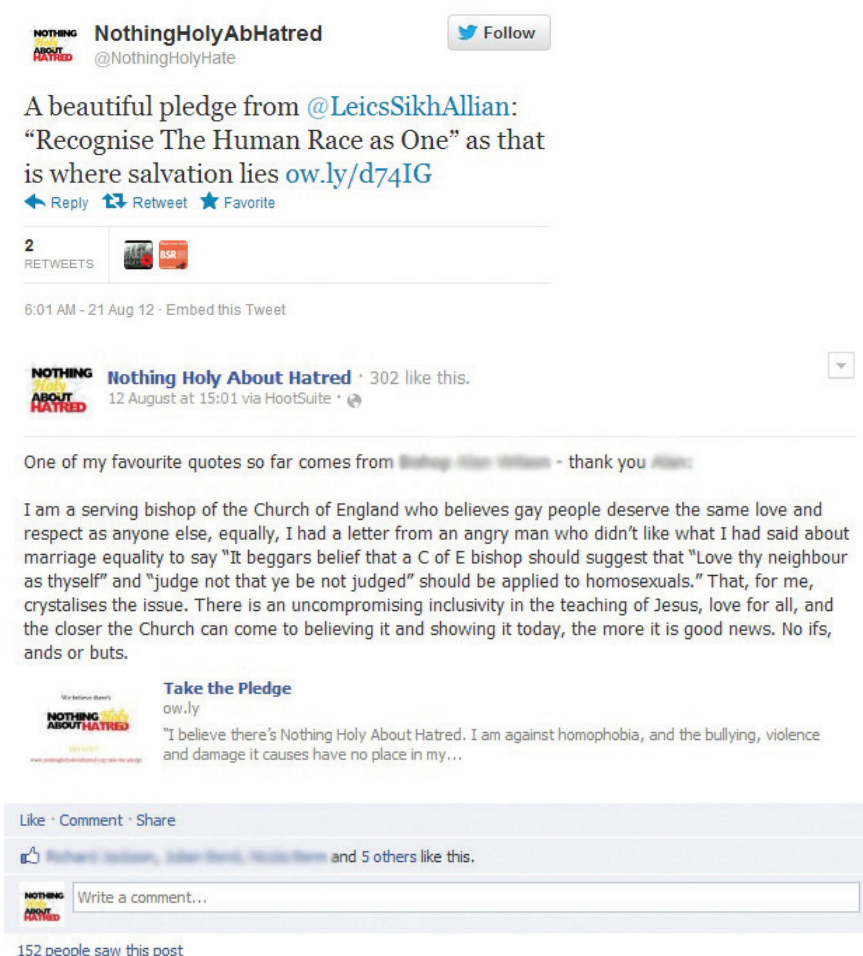 NOTHING
Holy
ABOUT
HATRED
NothingHolyAbHatred
@NothingHolyHate
Follow
A beautiful pledge from @LeicsSikhAllian:
“Recognise The Human Race as One” as that
is where salvation lies ow.ly/d74IG
Reply Retweet Favorite
2
RETWEETS
BSR
6:01 AM - 21 Aug 12 · Embed this Tweet
NOTHING
Holy
ABOUT
HATRED
Nothing Holy About Hatred · 302 like this.
12 August at 15:01 via HootSuite ·
One of my favourite quotes so far comes from - thank you
I am a serving bishop of the Church of England who believes gay people deserve the same love and
respect as anyone else, equally, I had a letter from an angry man who didn’t like what I had said about
marriage equality to say “It beggars belief that a C of E bishop should suggest that “Love thy neighbour
as thyself” and “judge not that ye be not judged” should be applied to homosexuals.” That, for me,
crystalises the issue. There is an uncompromising inclusivity in the teaching of Jesus, love for all, and
the closer the Church can come to believing it and showing it today, the more it is good news. No ifs,
ands or buts.
We believe there's
NOTHING Holy
ABOUT HATRED
Take the Pledge
ow.ly
“I believe there’s Nothing Holy About Hatred. I am against homophobia, and the bullying, violence
and damage it causes have no place in my...
Like · Comment · Share
and 5 others like this.
NOTHING
Holy
ABOUT
HATRED
Write a comment...
152 people saw this post